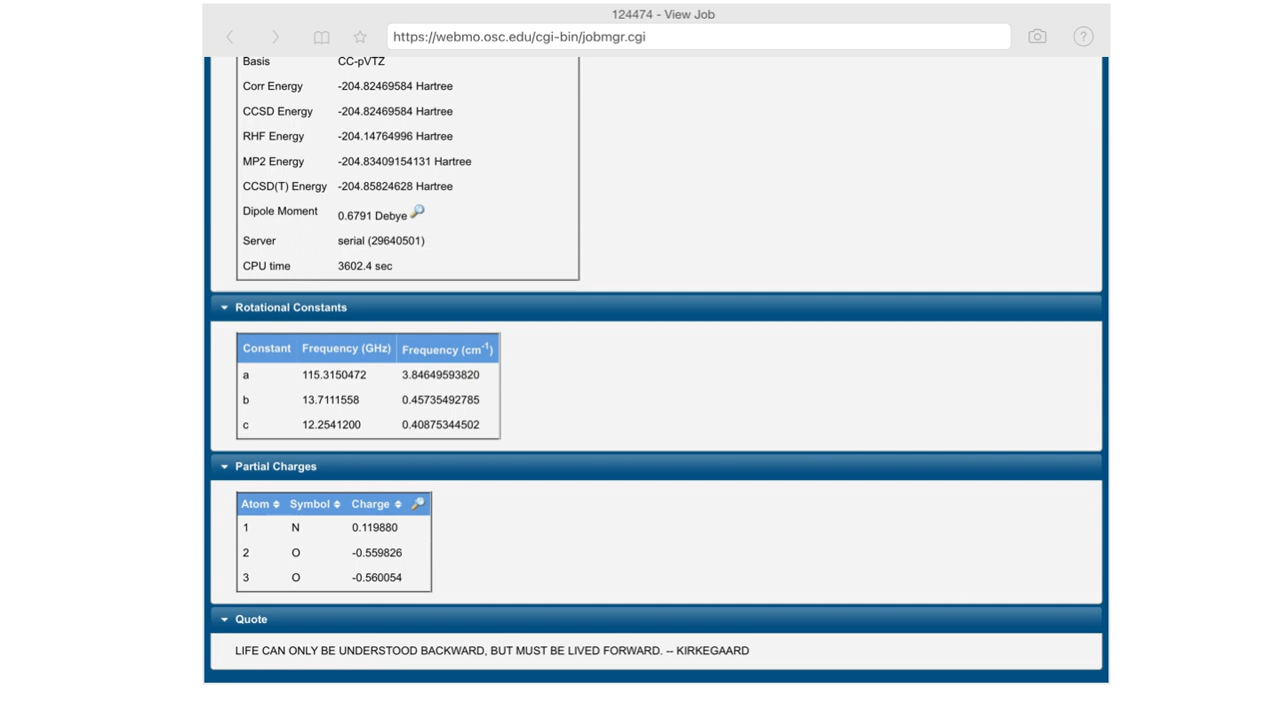 124474 - View Job
https://webmo.osc.edu/cgi-bin/jobmgr.cgi
?
Basis CC-pVTZ
Corr Energy -204.82469584 Hartree
CCSD Energy -204.82469584 Hartree
RHF Energy -204.14764996 Hartree
MP2 Energy -204.83409154131 Hartree
CCSD(T) Energy -204.85824628 Hartree
Dipole Moment 0.6791 Debye
Server serial (29640501)
CPU time 3602.4 sec
Rotational Constants
Constant Frequency (GHz) Frequency (cm⁻¹)
a 115.3150472 3.84649593820
b 13.7111558 0.45735492785
c 12.2541200 0.40875344502
Partial Charges
Atom Symbol Charge
1 N 0.119880
2 O -0.559826
3 O -0.560054
Quote
LIFE CAN ONLY BE UNDERSTOOD BACKWARD, BUT MUST BE LIVED FORWARD. -- KIRKEGAARD